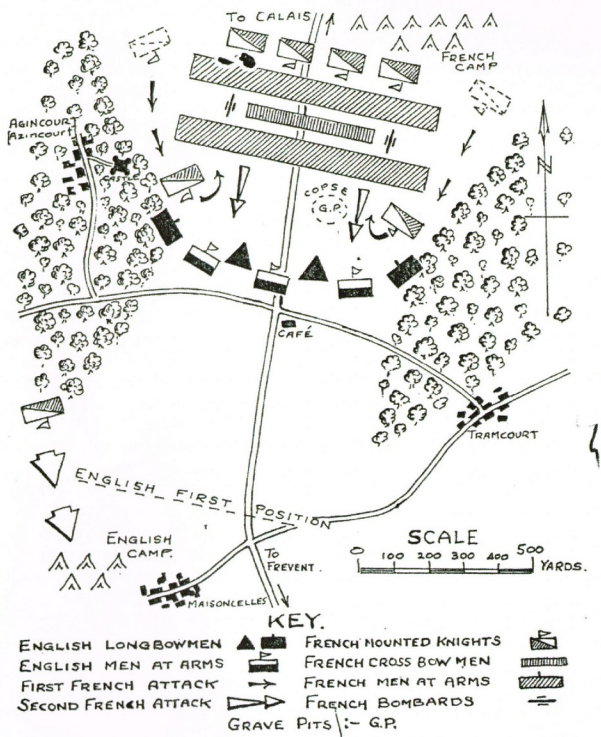 TO CALAIS
FRENCH
CAMP
AGINCOURT
[AZINCOURT]
CASTLE
COPSE
G.P.
N
CAFÉ
TRAMCOURT
ENGLISH FIRST POSITION
ENGLISH
CAMP.
TO
FREVENT.
MAISONCELLES
SCALE
0 100 200 300 400 500
YARDS.
KEY.
ENGLISH LONGBOWMEN
ENGLISH MEN AT ARMS
FIRST FRENCH ATTACK
SECOND FRENCH ATTACK
FRENCH MOUNTED KNIGHTS
FRENCH CROSS BOW MEN
FRENCH MEN AT ARMS
FRENCH BOMBARDS
GRAVE PITS :- G.P.